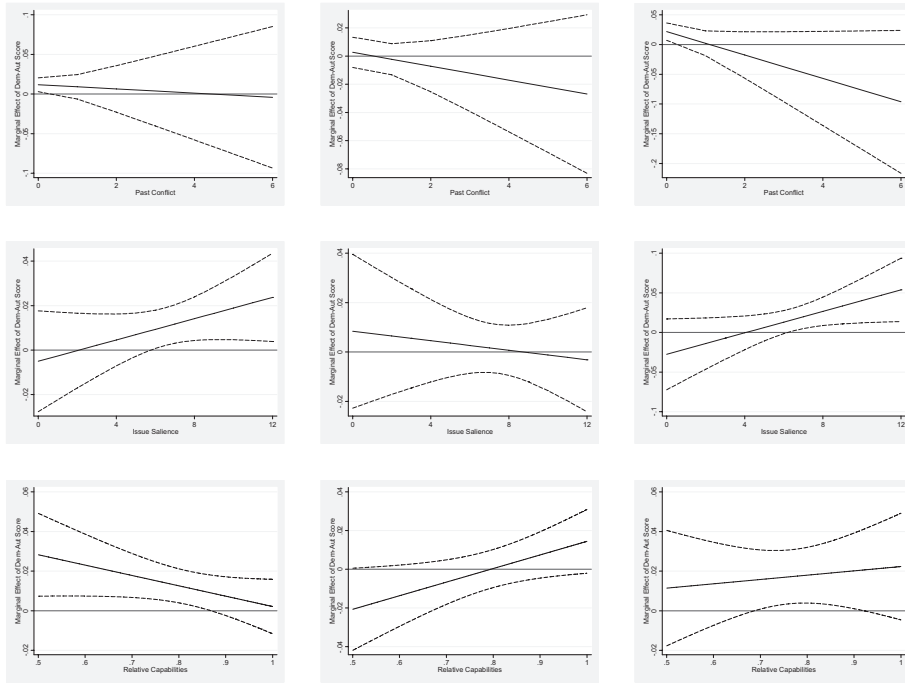 Marginal Effect of Dem-Aut Score
.1
.05
0
-.05
-.1
0 2 4 6
Past Conflict
Marginal Effect of Dem-Aut Score
.02
0
-.02
-.04
-.06
-.08
0 2 4 6
Past Conflict
Marginal Effect of Dem-Aut Score
.05
0
-.05
-.1
-.15
-.2
0 2 4 6
Past Conflict
Marginal Effect of Dem-Aut Score
.04
.02
0
-.02
0 4 8 12
Issue Salience
Marginal Effect of Dem-Aut Score
.04
.02
0
-.02
0 4 8 12
Issue Salience
Marginal Effect of Dem-Aut Score
.1
.05
0
-.05
-.1
0 4 8 12
Issue Salience
Marginal Effect of Dem-Aut Score
.06
.04
.02
0
-.02
.5 .6 .7 .8 .9 1
Relative Capabilities
Marginal Effect of Dem-Aut Score
.04
.02
0
-.02
-.04
.5 .6 .7 .8 .9 1
Relative Capabilities
Marginal Effect of Dem-Aut Score
.06
.04
.02
0
-.02
.5 .6 .7 .8 .9 1
Relative Capabilities